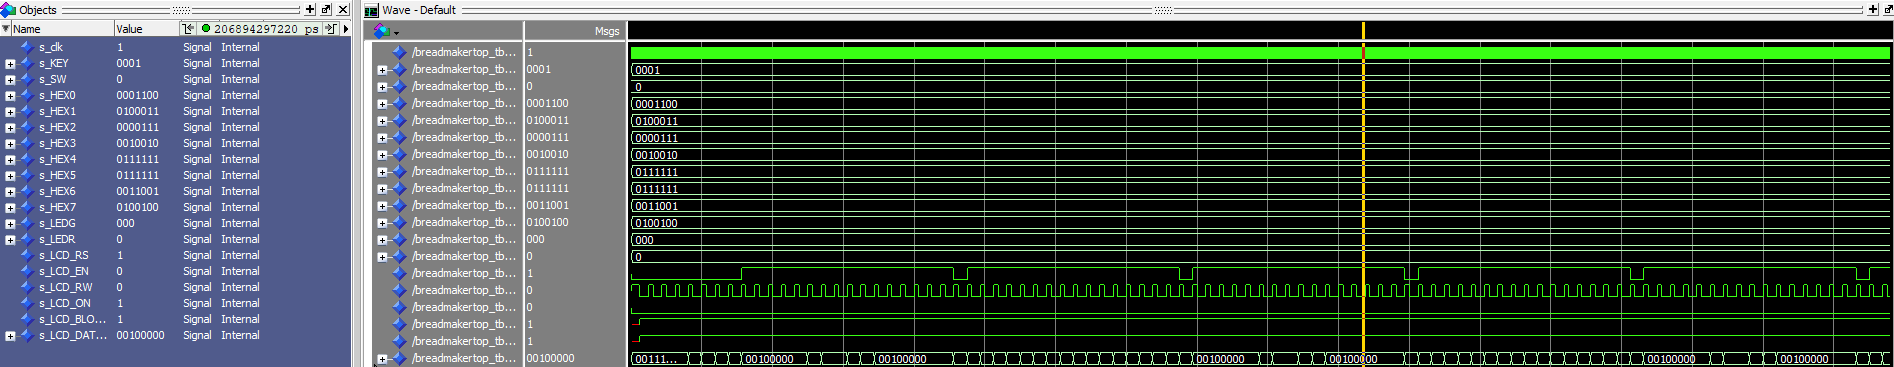 Objects
Name Value 206894297220 ps
s_clk 1 Signal Internal
s_KEY 0001 Signal Internal
s_SW 0 Signal Internal
s_HEX0 0001100 Signal Internal
s_HEX1 0100011 Signal Internal
s_HEX2 0000111 Signal Internal
s_HEX3 0010010 Signal Internal
s_HEX4 0111111 Signal Internal
s_HEX5 0111111 Signal Internal
s_HEX6 0011001 Signal Internal
s_HEX7 0100100 Signal Internal
s_LEDG 000 Signal Internal
s_LEDR 0 Signal Internal
s_LCD_RS 1 Signal Internal
s_LCD_EN 0 Signal Internal
s_LCD_RW 0 Signal Internal
s_LCD_ON 1 Signal Internal
s_LCD_BLO... 1 Signal Internal
s_LCD_DAT... 00100000 Signal Internal
Wave - Default
Msgs
/breadmakertop_tb... 1
/breadmakertop_tb... 0001 0001
/breadmakertop_tb... 0 0
/breadmakertop_tb... 0001100 0001100
/breadmakertop_tb... 0100011 0100011
/breadmakertop_tb... 0000111 0000111
/breadmakertop_tb... 0010010 0010010
/breadmakertop_tb... 0111111 0111111
/breadmakertop_tb... 0111111 0111111
/breadmakertop_tb... 0011001 0011001
/breadmakertop_tb... 0100100 0100100
/breadmakertop_tb... 000 000
/breadmakertop_tb... 0 0
/breadmakertop_tb... 1
/breadmakertop_tb... 0
/breadmakertop_tb... 0
/breadmakertop_tb... 1
/breadmakertop_tb... 1
/breadmakertop_tb... 00100000 00111... 00100000 00100000 00100000 00100000 00100000 00100000